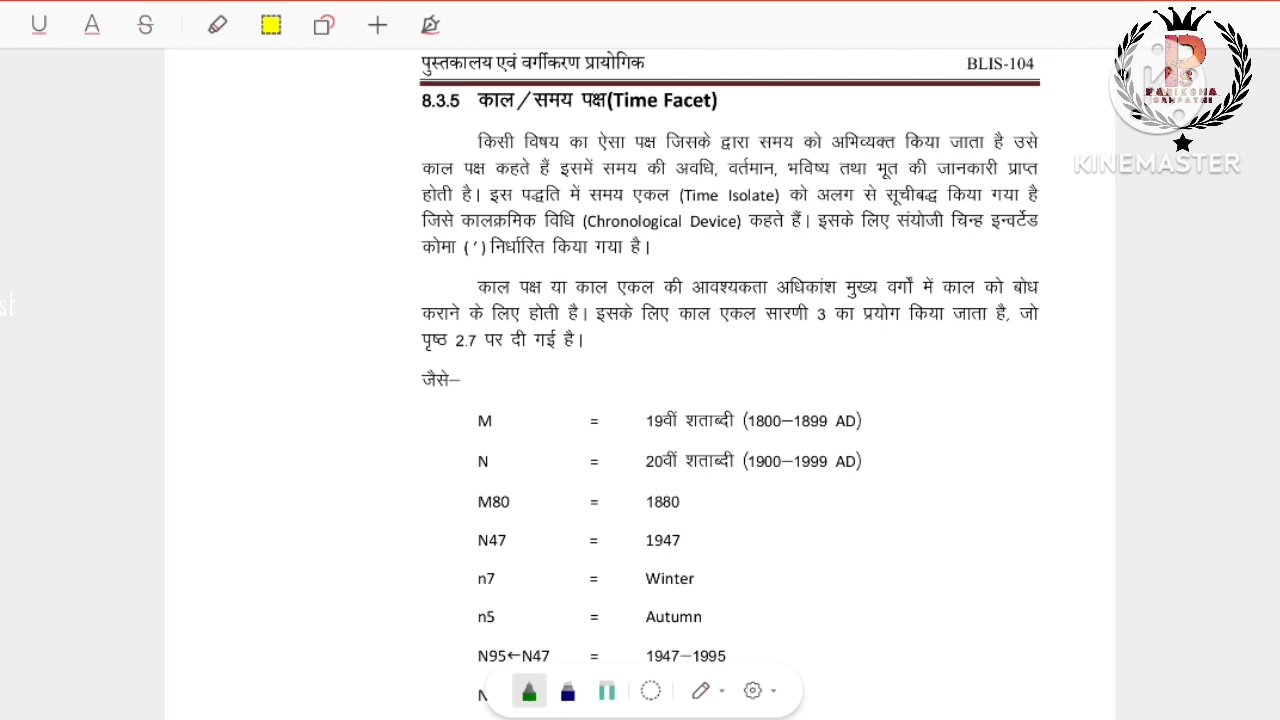 U A S
पुस्तकालय एवं वर्गीकरण प्रायोगिक BLIS-104
8.3.5 काल/समय पक्ष(Time Facet)
किसी विषय का ऐसा पक्ष जिसके द्वारा समय को अभिव्यक्त किया जाता है उसे
काल पक्ष कहते हैं इसमें समय की अवधि, वर्तमान, भविष्य तथा भूत की जानकारी प्राप्त
होती है। इस पद्धति में समय एकल (Time Isolate) को अलग से सूचीबद्ध किया गया है
जिसे कालक्रमिक विधि (Chronological Device) कहते हैं। इसके लिए संयोजी चिन्ह इन्वर्टेड
कोमा (‘) निर्धारित किया गया है।
काल पक्ष या काल एकल की आवश्यकता अधिकांश मुख्य वर्गों में काल को बोध
कराने के लिए होती है। इसके लिए काल एकल सारणी 3 का प्रयोग किया जाता है, जो
पृष्ठ 2.7 पर दी गई है।
जैसे–
M = 19वीं शताब्दी (1800–1899 AD)
N = 20वीं शताब्दी (1900–1999 AD)
M80 = 1880
N47 = 1947
n7 = Winter
n5 = Autumn
N95←N47 = 1947–1995
N
PARIKSHA
SAHPATHI
KINEMASTER